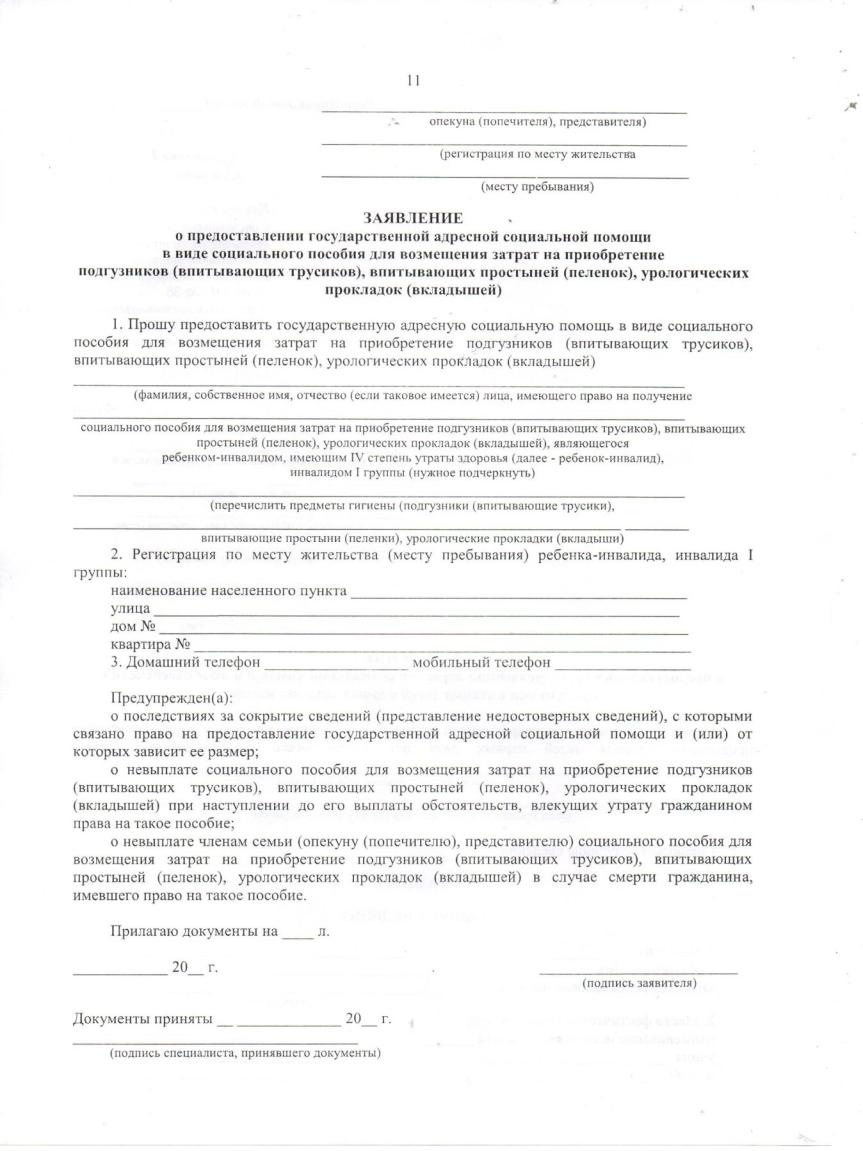 11
опекуна (попечителя), представителя)
(регистрация по месту жительства
(месту пребывания)
ЗАЯВЛЕНИЕ
о предоставлении государственной адресной социальной помощи
в виде социального пособия для возмещения затрат на приобретение
подгузников (впитывающих трусиков), впитывающих простыней (пеленок), урологических
прокладок (вкладышей)
1. Прошу предоставить государственную адресную социальную помощь в виде социального
пособия для возмещения затрат на приобретение подгузников (впитывающих трусиков),
впитывающих простыней (пеленок), урологических прокладок (вкладышей)
(фамилия, собственное имя, отчество (если таковое имеется) лица, имеющего право на получение
социального пособия для возмещения затрат на приобретение подгузников (впитывающих трусиков), впитывающих
простыней (пеленок), урологических прокладок (вкладышей), являющегося
ребенком-инвалидом, имеющим IV степень утраты здоровья (далее - ребенок-инвалид),
инвалидом I группы (нужное подчеркнуть)
(перечислить предметы гигиены (подгузники (впитывающие трусики),
впитывающие простыни (пеленки), урологические прокладки (вкладыши)
2. Регистрация по месту жительства (месту пребывания) ребенка-инвалида, инвалида I
группы:
наименование населенного пункта
улица
дом №
квартира №
3. Домашний телефон ____________ мобильный телефон ____________
Предупрежден(а):
о последствиях за сокрытие сведений (представление недостоверных сведений), с которыми
связано право на предоставление государственной адресной социальной помощи и (или) от
которых зависит ее размер;
о невыплате социального пособия для возмещения затрат на приобретение подгузников
(впитывающих трусиков), впитывающих простыней (пеленок), урологических прокладок
(вкладышей) при наступлении до его выплаты обстоятельств, влекущих утрату гражданином
права на такое пособие;
о невыплате членам семьи (опекуну (попечителю), представителю) социального пособия для
возмещения затрат на приобретение подгузников (впитывающих трусиков), впитывающих
простыней (пеленок), урологических прокладок (вкладышей) в случае смерти гражданина,
имевшего право на такое пособие.
Прилагаю документы на ____ л.
____________ 20__ г.
(подпись заявителя)
Документы приняты __ _____________ 20__ г.
(подпись специалиста, принявшего документы)